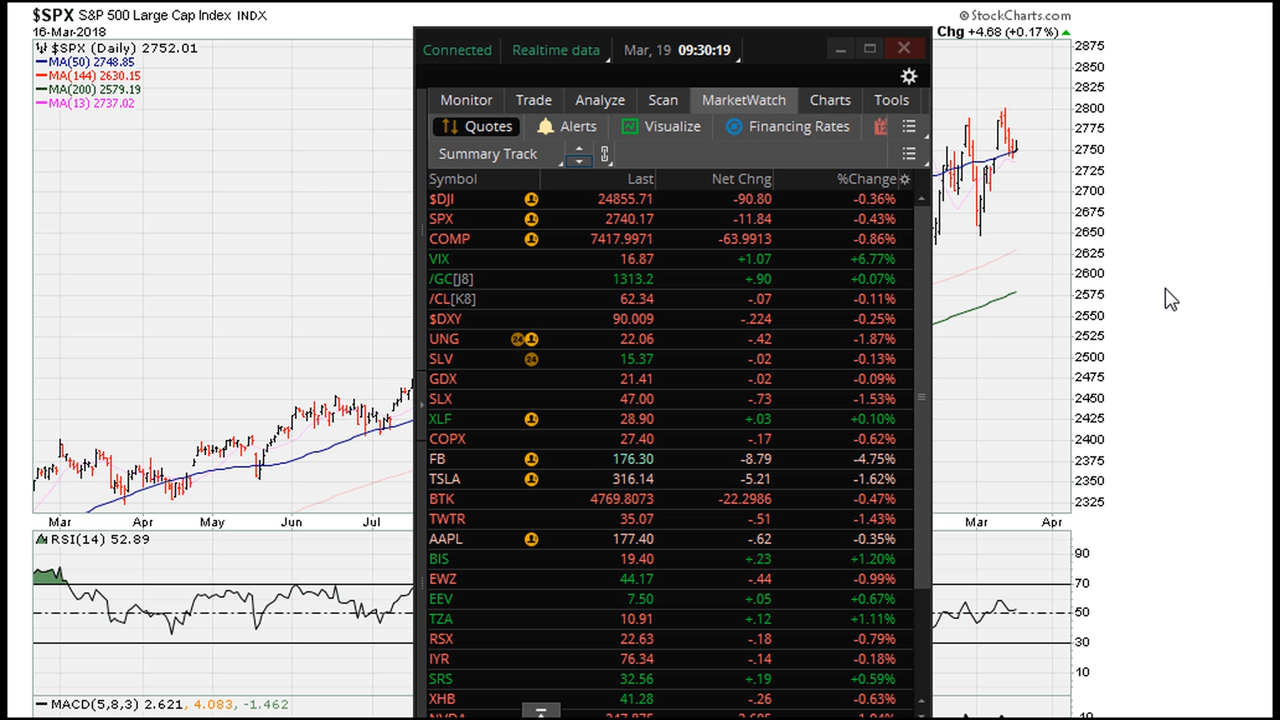 $SPX S&P 500 Large Cap Index INDX
© StockCharts.com
16-Mar-2018
Chg +4.68 (+0.17%)
$SPX (Daily) 2752.01
MA(50) 2748.85
MA(144) 2630.15
MA(200) 2579.19
MA(13) 2737.02
Connected Realtime data Mar, 19 09:30:19
Monitor Trade Analyze Scan MarketWatch Charts Tools
Quotes Alerts Visualize Financing Rates
Summary Track
Symbol Last Net Chng %Change
$DJI 24855.71 -90.80 -0.36%
SPX 2740.17 -11.84 -0.43%
COMP 7417.9971 -63.9913 -0.86%
VIX 16.87 +1.07 +6.77%
/GC[J8] 1313.2 +.90 +0.07%
/CL[K8] 62.34 -.07 -0.11%
$DXY 90.009 -.224 -0.25%
UNG 24 22.06 -.42 -1.87%
SLV 24 15.37 -.02 -0.13%
GDX 21.41 -.02 -0.09%
SLX 47.00 -.73 -1.53%
XLF 28.90 +.03 +0.10%
COPX 27.40 -.17 -0.62%
FB 176.30 -8.79 -4.75%
TSLA 316.14 -5.21 -1.62%
BTK 4769.8073 -22.2986 -0.47%
TWTR 35.07 -.51 -1.43%
AAPL 177.40 -.62 -0.35%
BIS 19.40 +.23 +1.20%
EWZ 44.17 -.44 -0.99%
EEV 7.50 +.05 +0.67%
TZA 10.91 +.12 +1.11%
RSX 22.63 -.18 -0.79%
IYR 76.34 -.14 -0.18%
SRS 32.56 +.19 +0.59%
XHB 41.28 -.26 -0.63%
2875
2850
2825
2800
2775
2750
2725
2700
2675
2650
2625
2600
2575
2550
2525
2500
2475
2450
2425
2400
2375
2350
2325
Mar Apr May Jun Jul Mar Apr
RSI(14) 52.89
90
70
50
30
10
MACD(5,8,3) 2.621, 4.083, -1.462